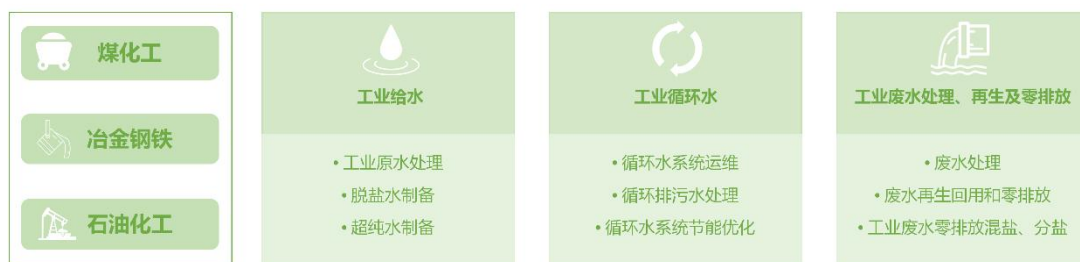 煤化工
冶金钢铁
石油化工
工业给水
•工业原水处理
•脱盐水制备
•超纯水制备
工业循环水
•循环水系统运维
•循环排污水处理
•循环水系统节能优化
工业废水处理、再生及零排放
•废水处理
•废水再生回用和零排放
•工业废水零排放混盐、分盐